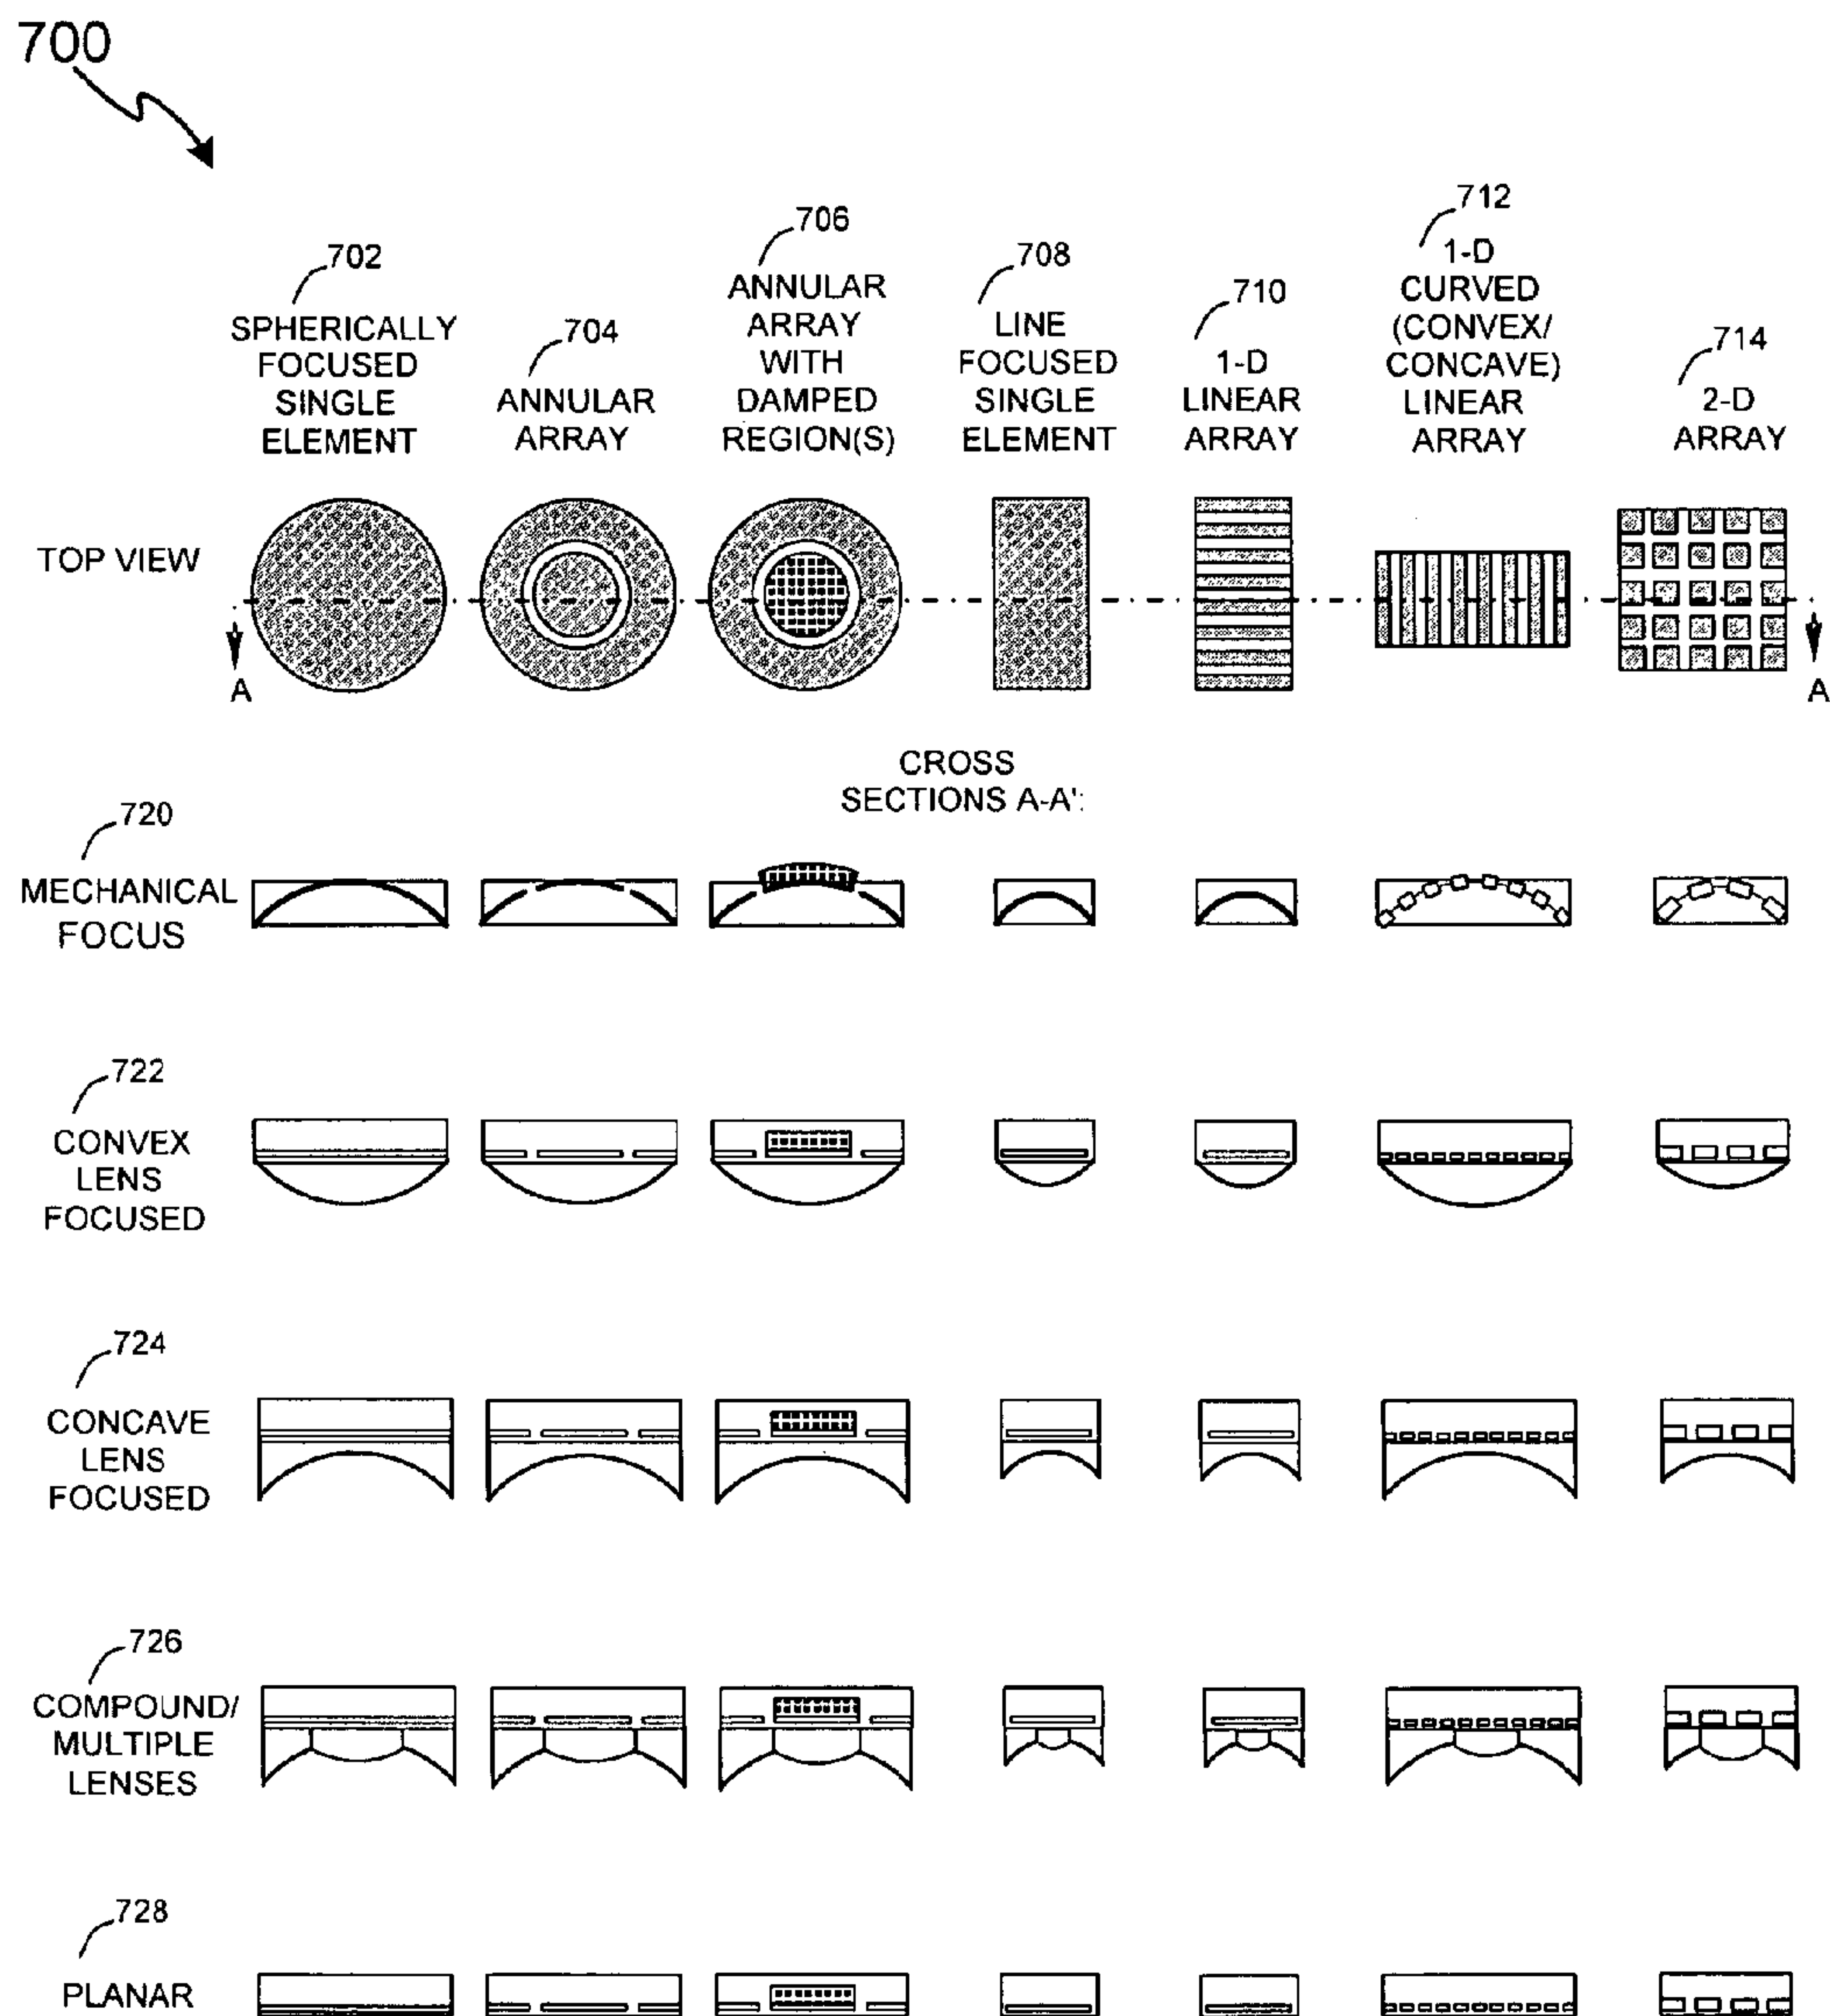 700
702
SPHERICALLY
FOCUSED
SINGLE
ELEMENT
704
ANNULAR
ARRAY
706
ANNULAR
ARRAY
WITH
DAMPED
REGION(S)
708
LINE
FOCUSED
SINGLE
ELEMENT
710
1-D
LINEAR
ARRAY
712
1-D
CURVED
(CONVEX/
CONCAVE)
LINEAR
ARRAY
714
2-D
ARRAY
TOP VIEW
A
A
CROSS
SECTIONS A-A':
720
MECHANICAL
FOCUS
722
CONVEX
LENS
FOCUSED
724
CONCAVE
LENS
FOCUSED
726
COMPOUND/
MULTIPLE
LENSES
728
PLANAR